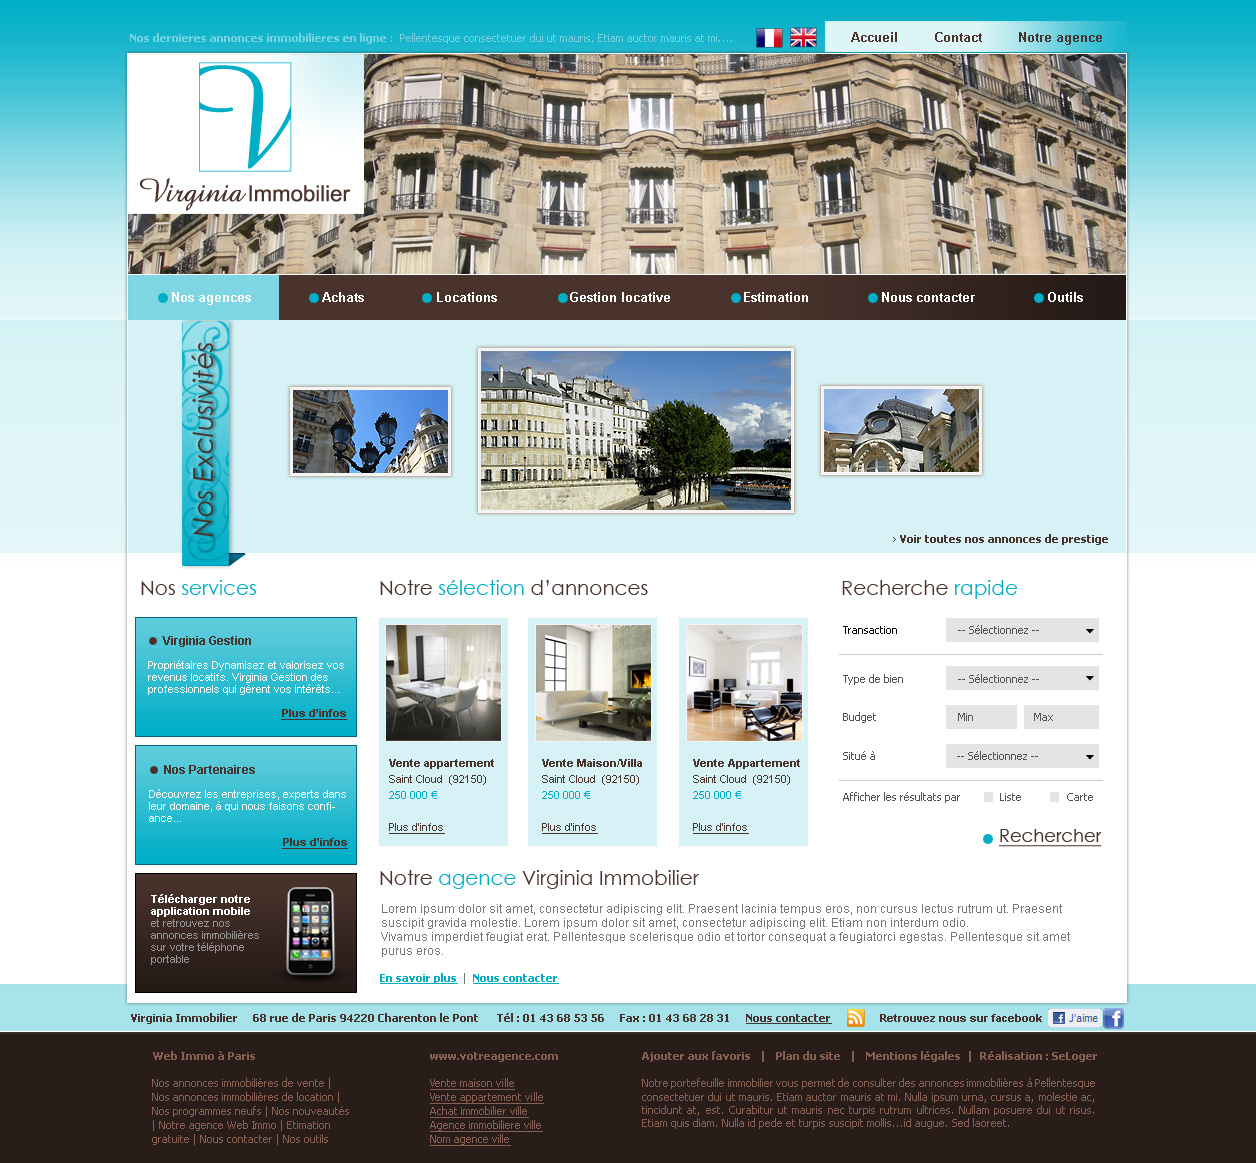 Nos dernieres annonces immobilieres en ligne : Pellentesque consectetuer dui ut mauris. Etiam auctor mauris at mi....
Accueil Contact Notre agence
V
Virginia Immobilier
Nos agences Achats Locations Gestion locative Estimation Nous contacter Outils
Nos Exclusivités
› Voir toutes nos annonces de prestige
Nos services
Virginia Gestion
Propriétaires Dynamisez et valorisez vos
revenus locatifs. Virginia Gestion des
professionnels qui gèrent vos intérêts...
Plus d'infos
Nos Partenaires
Découvrez les entreprises, experts dans
leur domaine, à qui nous faisons confi-
ance...
Plus d'infos
Télécharger notre
application mobile
et retrouvez nos
annonces immobilières
sur votre téléphone
portable
Notre sélection d'annonces
Vente appartement
Saint Cloud (92150)
250 000 €
Plus d'infos
Vente Maison/Villa
Saint Cloud (92150)
250 000 €
Plus d'infos
Vente Appartement
Saint Cloud (92150)
250 000 €
Plus d'infos
Recherche rapide
Transaction -- Sélectionnez --
Type de bien -- Sélectionnez --
Budget Min Max
Situé à -- Sélectionnez --
Afficher les résultats par Liste Carte
Rechercher
Notre agence Virginia Immobilier
Lorem ipsum dolor sit amet, consectetur adipiscing elit. Praesent lacinia tempus eros, non cursus lectus rutrum ut. Praesent
suscipit gravida molestie. Lorem ipsum dolor sit amet, consectetur adipiscing elit. Etiam non interdum odio.
Vivamus imperdiet feugiat erat. Pellentesque scelerisque odio et tortor consequat a feugiatorci egestas. Pellentesque sit amet
purus eros.
En savoir plus | Nous contacter
Virginia Immobilier 68 rue de Paris 94220 Charenton le Pont Tél : 01 43 68 53 56 Fax : 01 43 68 28 31 Nous contacter Retrouvez nous sur facebook J'aime
Web Immo à Paris
Nos annonces immobilières de vente |
Nos annonces immobilières de location |
Nos programmes neufs | Nos nouveautés
| Notre agence Web Immo | Etimation
gratuite | Nous contacter | Nos outils
www.votreagence.com
Vente maison ville
Vente appartement ville
Achat immobilier ville
Agence immobiliere ville
Nom agence ville
Ajouter aux favoris | Plan du site | Mentions légales | Réalisation : SeLoger
Notre portefeuille immobilier vous permet de consulter des annonces immobilières à Pellentesque
consectetuer dui ut mauris. Etiam auctor mauris at mi. Nulla ipsum urna, cursus a, molestie ac,
tincidunt at, est. Curabitur ut mauris nec turpis rutrum ultrices. Nullam posuere dui ut risus.
Etiam quis diam. Nulla id pede et turpis suscipit mollis...id augue. Sed laoreet.